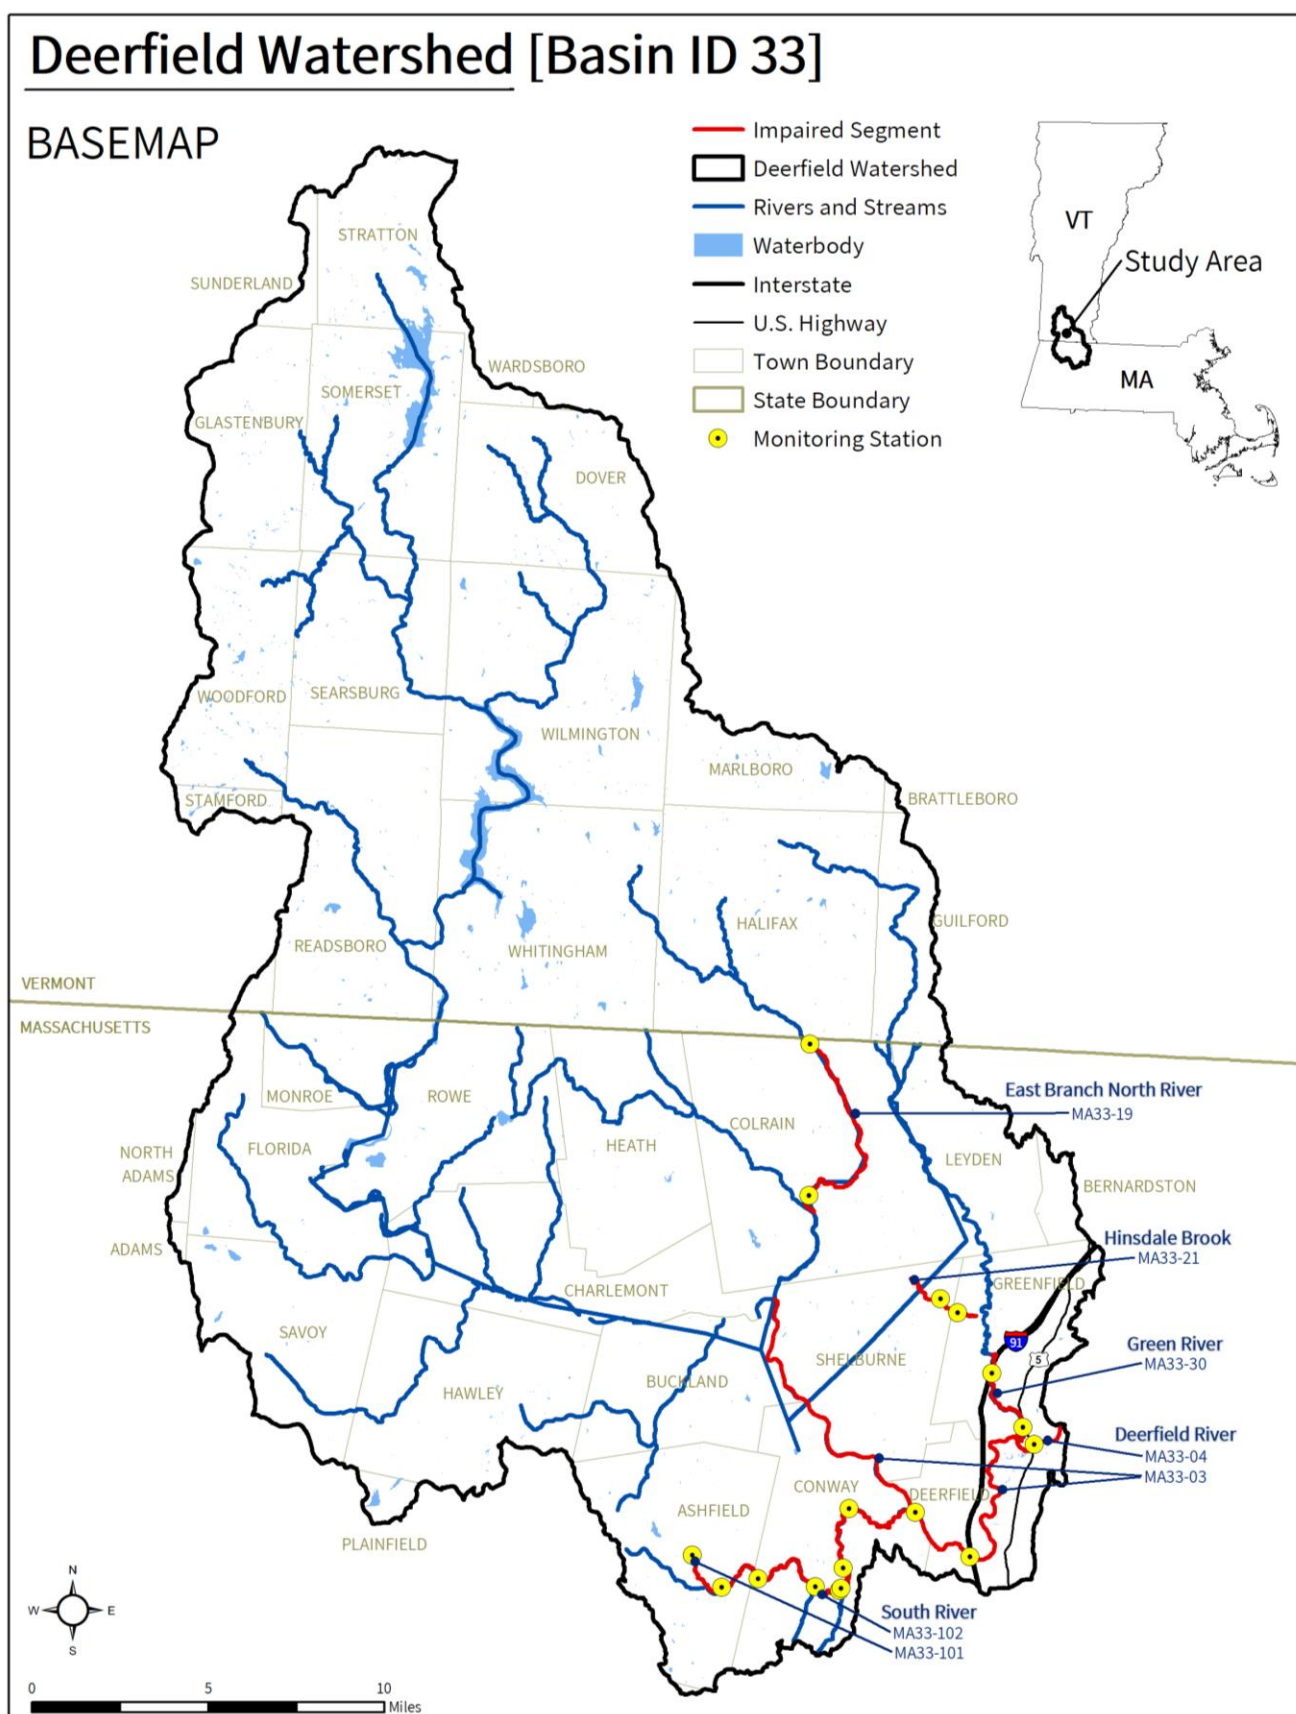 Deerfield Watershed [Basin ID 33]
BASEMAP
Impaired Segment
Deerfield Watershed
Rivers and Streams
Waterbody
Interstate
U.S. Highway
Town Boundary
State Boundary
Monitoring Station
VT
Study Area
MA
STRATTON
SUNDERLAND
WARDSBORO
SOMERSET
GLASTENBURY
DOVER
WOODFORD
SEARSBURG
WILMINGTON
MARLBORO
STAMFORD
BRATTLEBORO
HALIFAX
GUILFORD
READSBORO
WHITINGHAM
VERMONT
MASSACHUSETTS
MONROE
ROWE
East Branch North River
MA33-19
COLRAIN
NORTH
ADAMS
FLORIDA
HEATH
LEYDEN
BERNARDSTON
ADAMS
Hinsdale Brook
MA33-21
CHARLEMONT
GREENFIELD
SAVOY
91
5
Green River
MA33-30
SHELBURNE
HAWLEY
BUCKLAND
Deerfield River
MA33-04
MA33-03
CONWAY
DEERFIELD
ASHFIELD
PLAINFIELD
N
W
E
S
South River
MA33-102
MA33-101
0
5
10
Miles